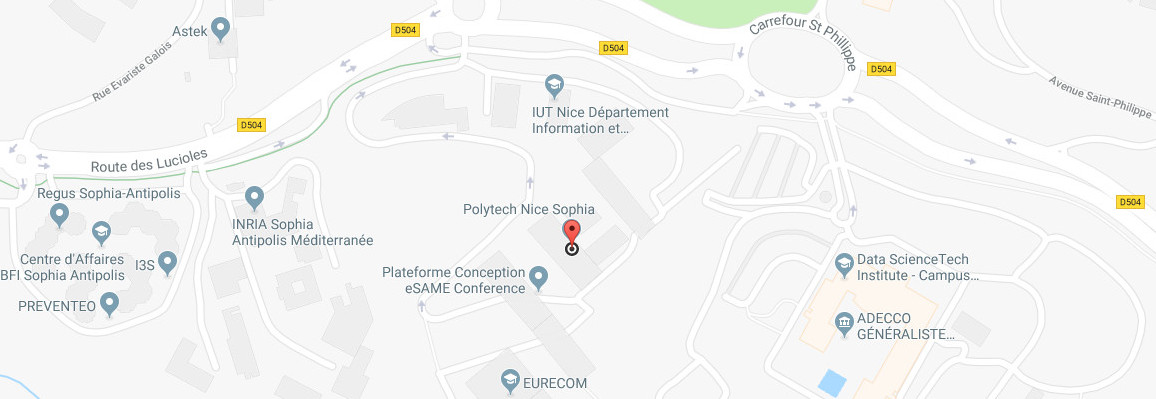 Astek
Rue Evariste Galois
D504
D504
Carrefour St Phillippe
D504
Avenue Saint-Philippe
D504
Route des Lucioles
IUT Nice Département
Information et...
Regus Sophia-Antipolis
INRIA Sophia
Antipolis Méditerranée
Polytech Nice Sophia
D504
Centre d'Affaires
BFI Sophia Antipolis
I3S
PREVENTEO
Plateforme Conception
eSAME Conference
Data ScienceTech
Institute - Campus...
ADECCO
GÉNÉRALISTE...
EURECOM